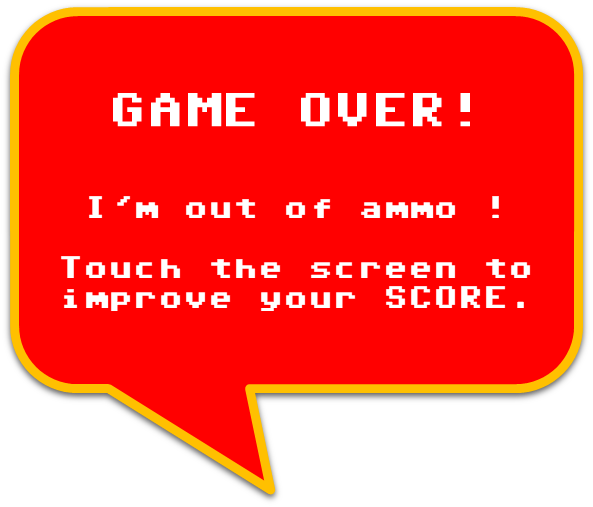 GAME OVER!
I'm out of ammo !
Touch the screen to
improve your SCORE.